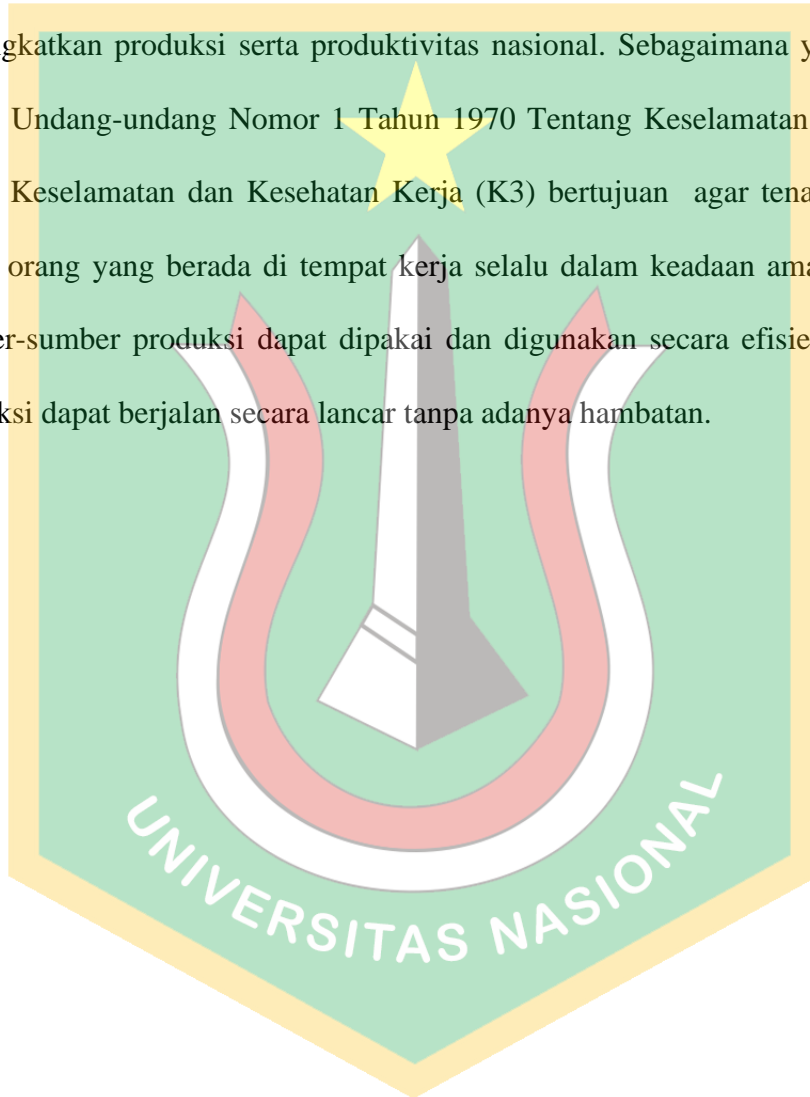 gkatkan produksi serta produktivitas nasional. Sebagaimana y
Undang-undang Nomor 1 Tahun 1970 Tentang Keselamatan
Keselamatan dan Kesehatan Kerja (K3) bertujuan agar tena
orang yang berada di tempat kerja selalu dalam keadaan ama
er-sumber produksi dapat dipakai dan digunakan secara efisie
ksi dapat berjalan secara lancar tanpa adanya hambatan.
UNIVERSITAS NASIONAL